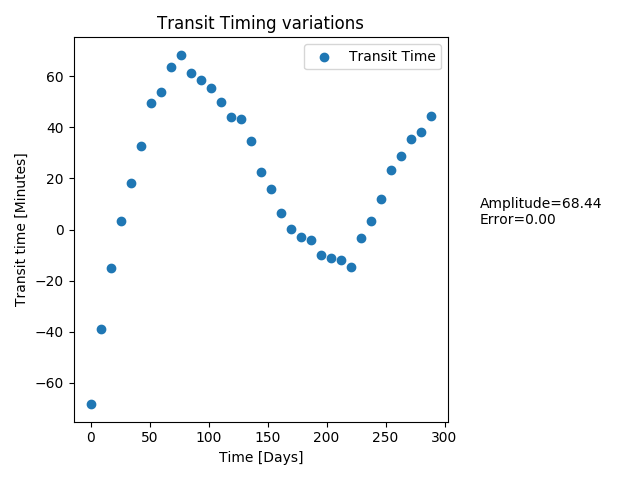 Transit Timing variations
Transit Time
Transit time [Minutes]
60
40
20
0
−20
−40
−60
0 50 100 150 200 250 300
Time [Days]
Amplitude=68.44
Error=0.00